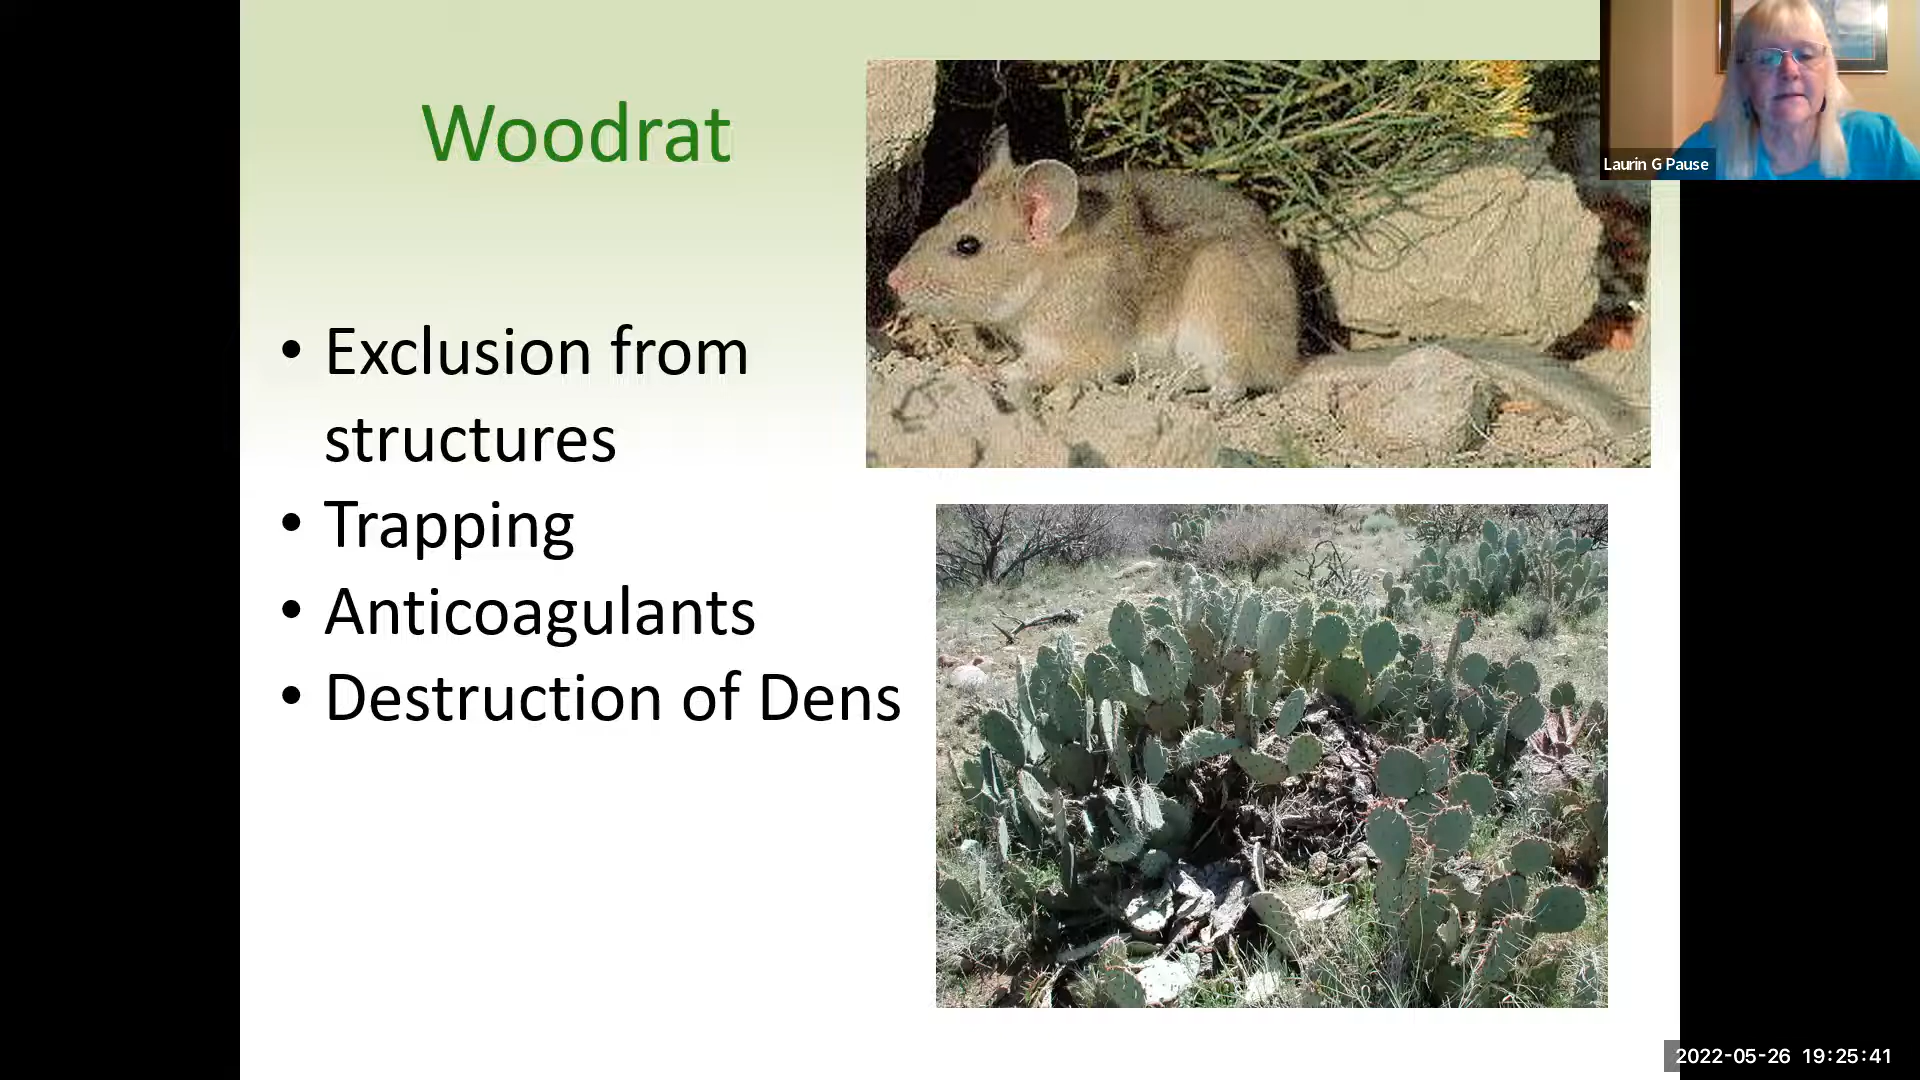 Woodrat
• Exclusion from
structures
• Trapping
• Anticoagulants
• Destruction of Dens
Laurin G Pause
2022-05-26 19:25:41